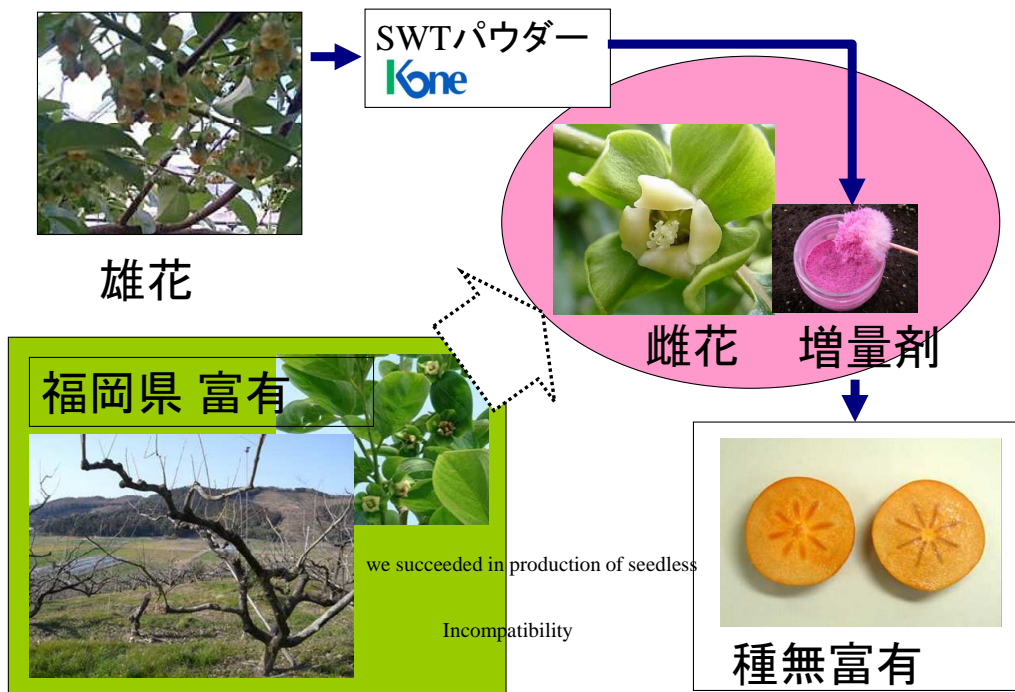 SWTパウダー
Kone
雄花
雌花
増量剤
福岡県 富有
we succeeded in production of seedless
Incompatibility
種無富有